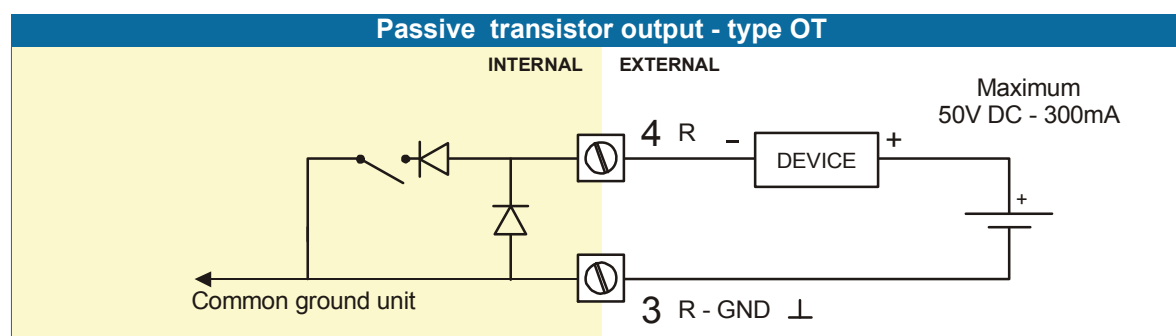 Passive transistor output - type OT
INTERNAL EXTERNAL
Maximum
50V DC - 300mA
4 R - DEVICE +
+
Common ground unit
3 R - GND ⊥